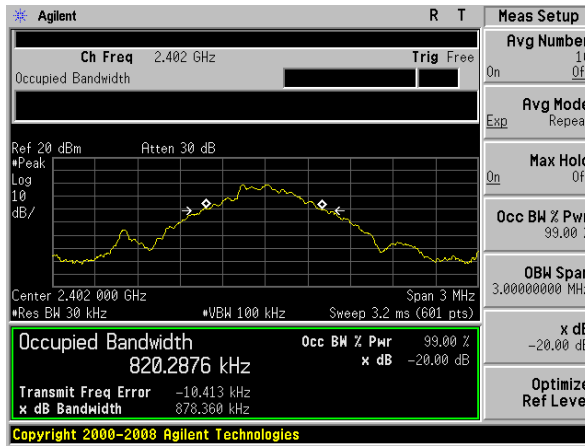 Agilent R T Meas Setup
Ch Freq 2.402 GHz Trig Free
Occupied Bandwidth
Ref 20 dBm Atten 30 dB
#Peak
Log
10
dB/
Center 2.402 000 GHz Span 3 MHz
#Res BW 30 kHz #VBW 100 kHz Sweep 3.2 ms (601 pts)
Occupied Bandwidth
820.2876 kHz
Occ BW % Pwr 99.00 %
x dB -20.00 dB
Transmit Freq Error -10.413 kHz
x dB Bandwidth 878.360 kHz
Copyright 2000-2008 Agilent Technologies
Avg Number
On
Avg Mode
Exp Repea
Max Hold
On Of
Occ BW % Pwr
99.00
OBW Span
3.00000000 MHz
x dB
-20.00 dB
Optimize
Ref Leve